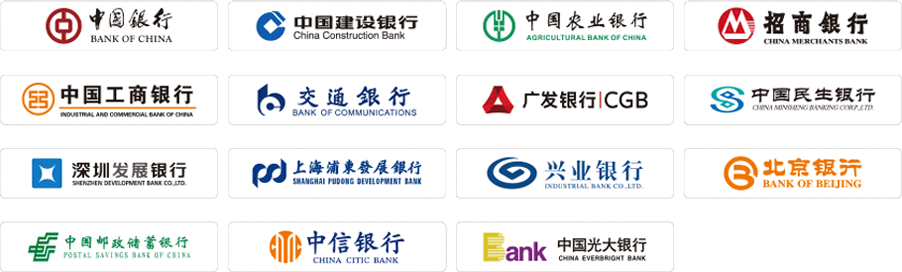 中国银行
BANK OF CHINA
中国建设银行
China Construction Bank
中国农业银行
AGRICULTURAL BANK OF CHINA
招商银行
CHINA MERCHANTS BANK
中国工商银行
INDUSTRIAL AND COMMERCIAL BANK OF CHINA
交通銀行
BANK OF COMMUNICATIONS
广发银行|CGB
中国民生银行
CHINA MINSHENG BANKING CORP.,LTD.
深圳发展银行
SHENZHEN DEVELOPMENT BANK CO.,LTD.
上海浦東發展銀行
SHANGHAI PUDONG DEVELOPMENT BANK
兴业银行
INDUSTRIAL BANK CO.,LTD.
北京银行
BANK OF BEIJING
中国邮政储蓄银行
POSTAL SAVINGS BANK OF CHINA
中信银行
CHINA CITIC BANK
Bank 中国光大银行
CHINA EVERBRIGHT BANK